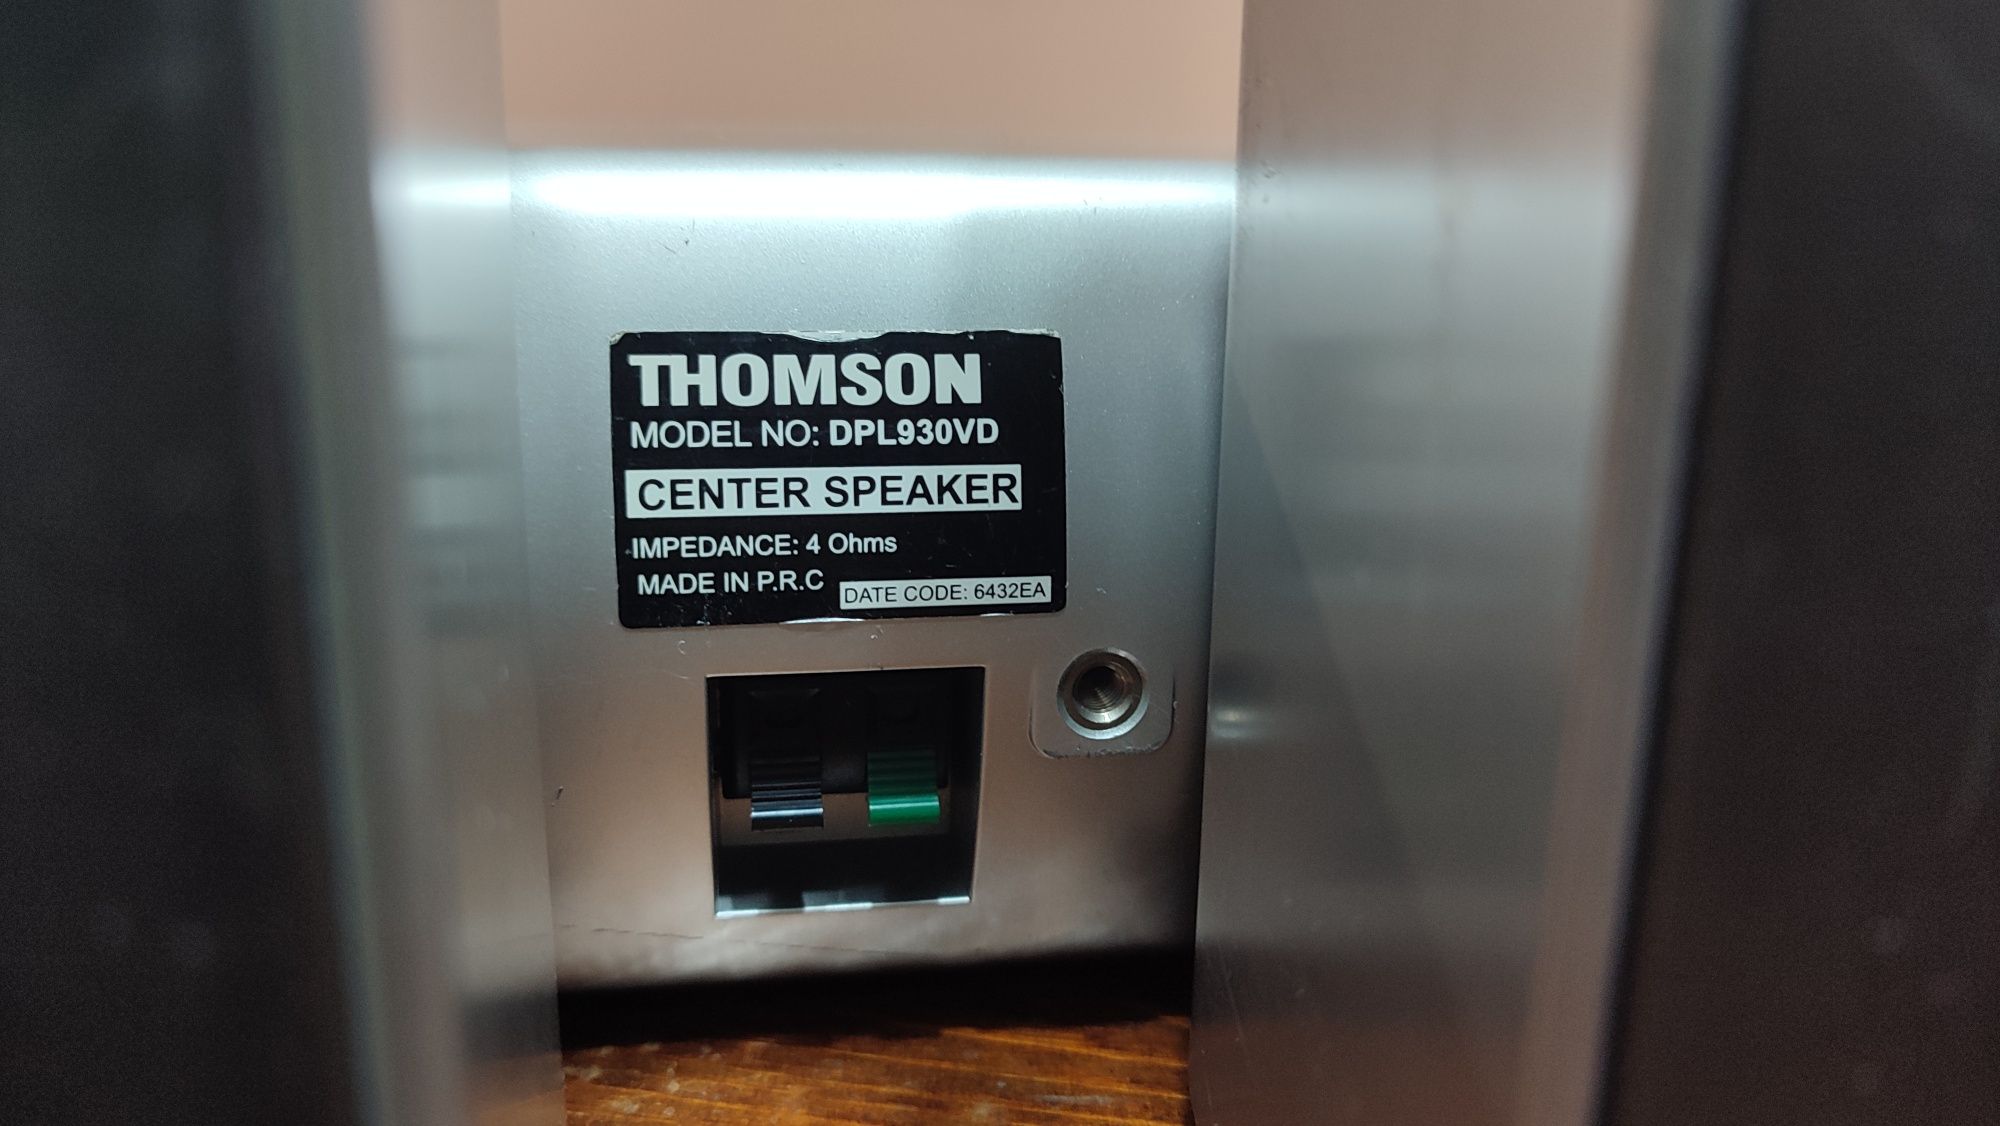 THOMSON
MODEL NO: DPL930VD
CENTER SPEAKER
IMPEDANCE: 4 Ohms
MADE IN P.R.C
DATE CODE: 6432EA